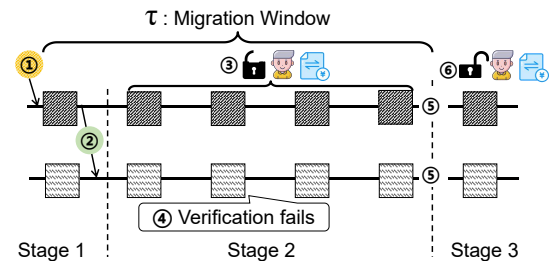 τ : Migration Window
①
③
¥
⑥
¥
②
⑤
⑤
④ Verification fails
Stage 1
Stage 2
Stage 3